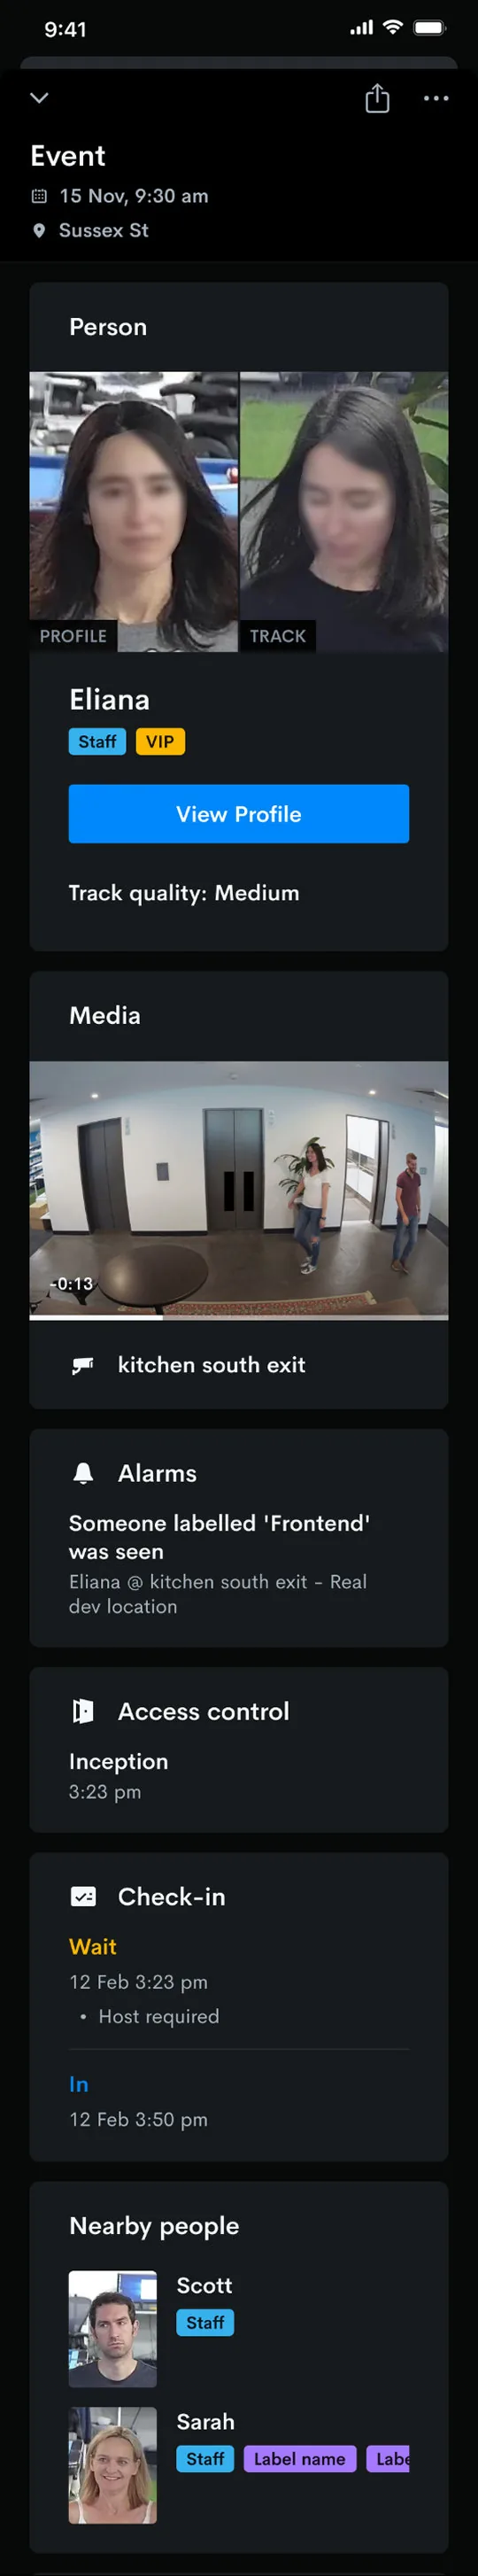 9:41
Event
15 Nov, 9:30 am
Sussex St
Person
PROFILE
TRACK
Eliana
Staff VIP
View Profile
Track quality: Medium
Media
-0:13
kitchen south exit
Alarms
Someone labelled 'Frontend'
was seen
Eliana @ kitchen south exit - Real
dev location
Access control
Inception
3:23 pm
Check-in
Wait
12 Feb 3:23 pm
• Host required
In
12 Feb 3:50 pm
Nearby people
Scott
Staff
Sarah
Staff Label name Labe